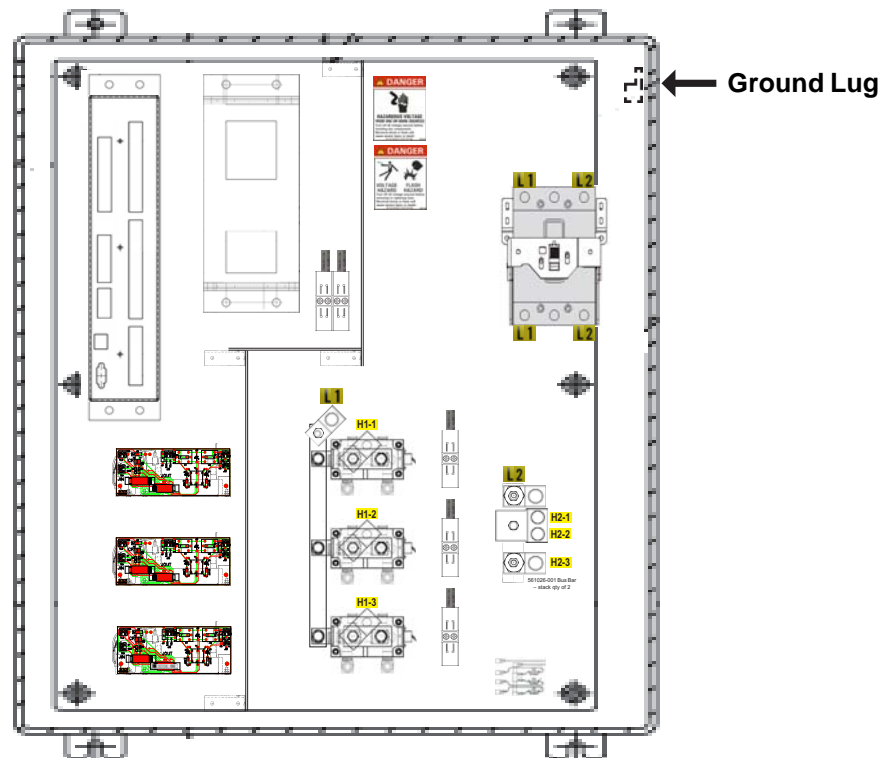 Ground Lug
DANGER
HAZARDOUS VOLTAGE
DANGER
VOLTAGE FLASH
HAZARD HAZARD
L1 L2
L1 L2
L1
H1-1
H1-2
H1-3
L2
H2-1
H2-2
H2-3
561026-001 Bus Bar
– stack qty of 2